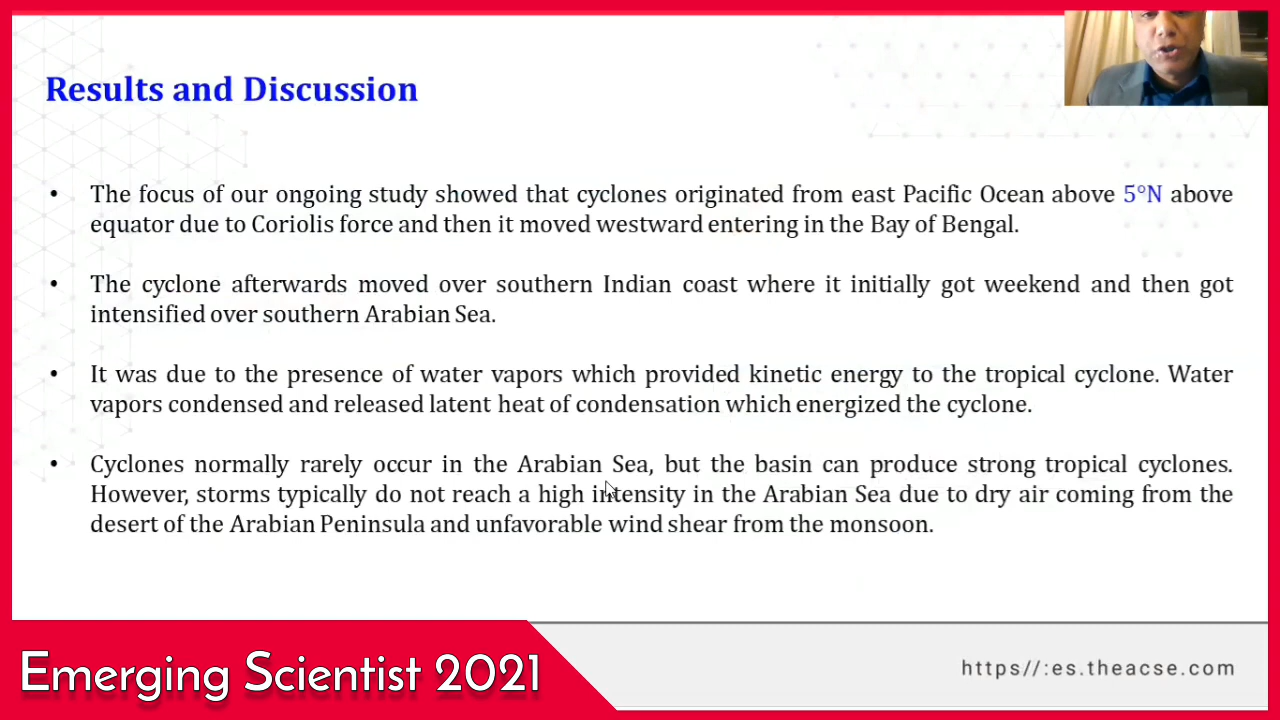 Results and Discussion
• The focus of our ongoing study showed that cyclones originated from east Pacific Ocean above 5°N above
equator due to Coriolis force and then it moved westward entering in the Bay of Bengal.
• The cyclone afterwards moved over southern Indian coast where it initially got weekend and then got
intensified over southern Arabian Sea.
• It was due to the presence of water vapors which provided kinetic energy to the tropical cyclone. Water
vapors condensed and released latent heat of condensation which energized the cyclone.
• Cyclones normally rarely occur in the Arabian Sea, but the basin can produce strong tropical cyclones.
However, storms typically do not reach a high intensity in the Arabian Sea due to dry air coming from the
desert of the Arabian Peninsula and unfavorable wind shear from the monsoon.
Emerging Scientist 2021
https//:es.theacse.com